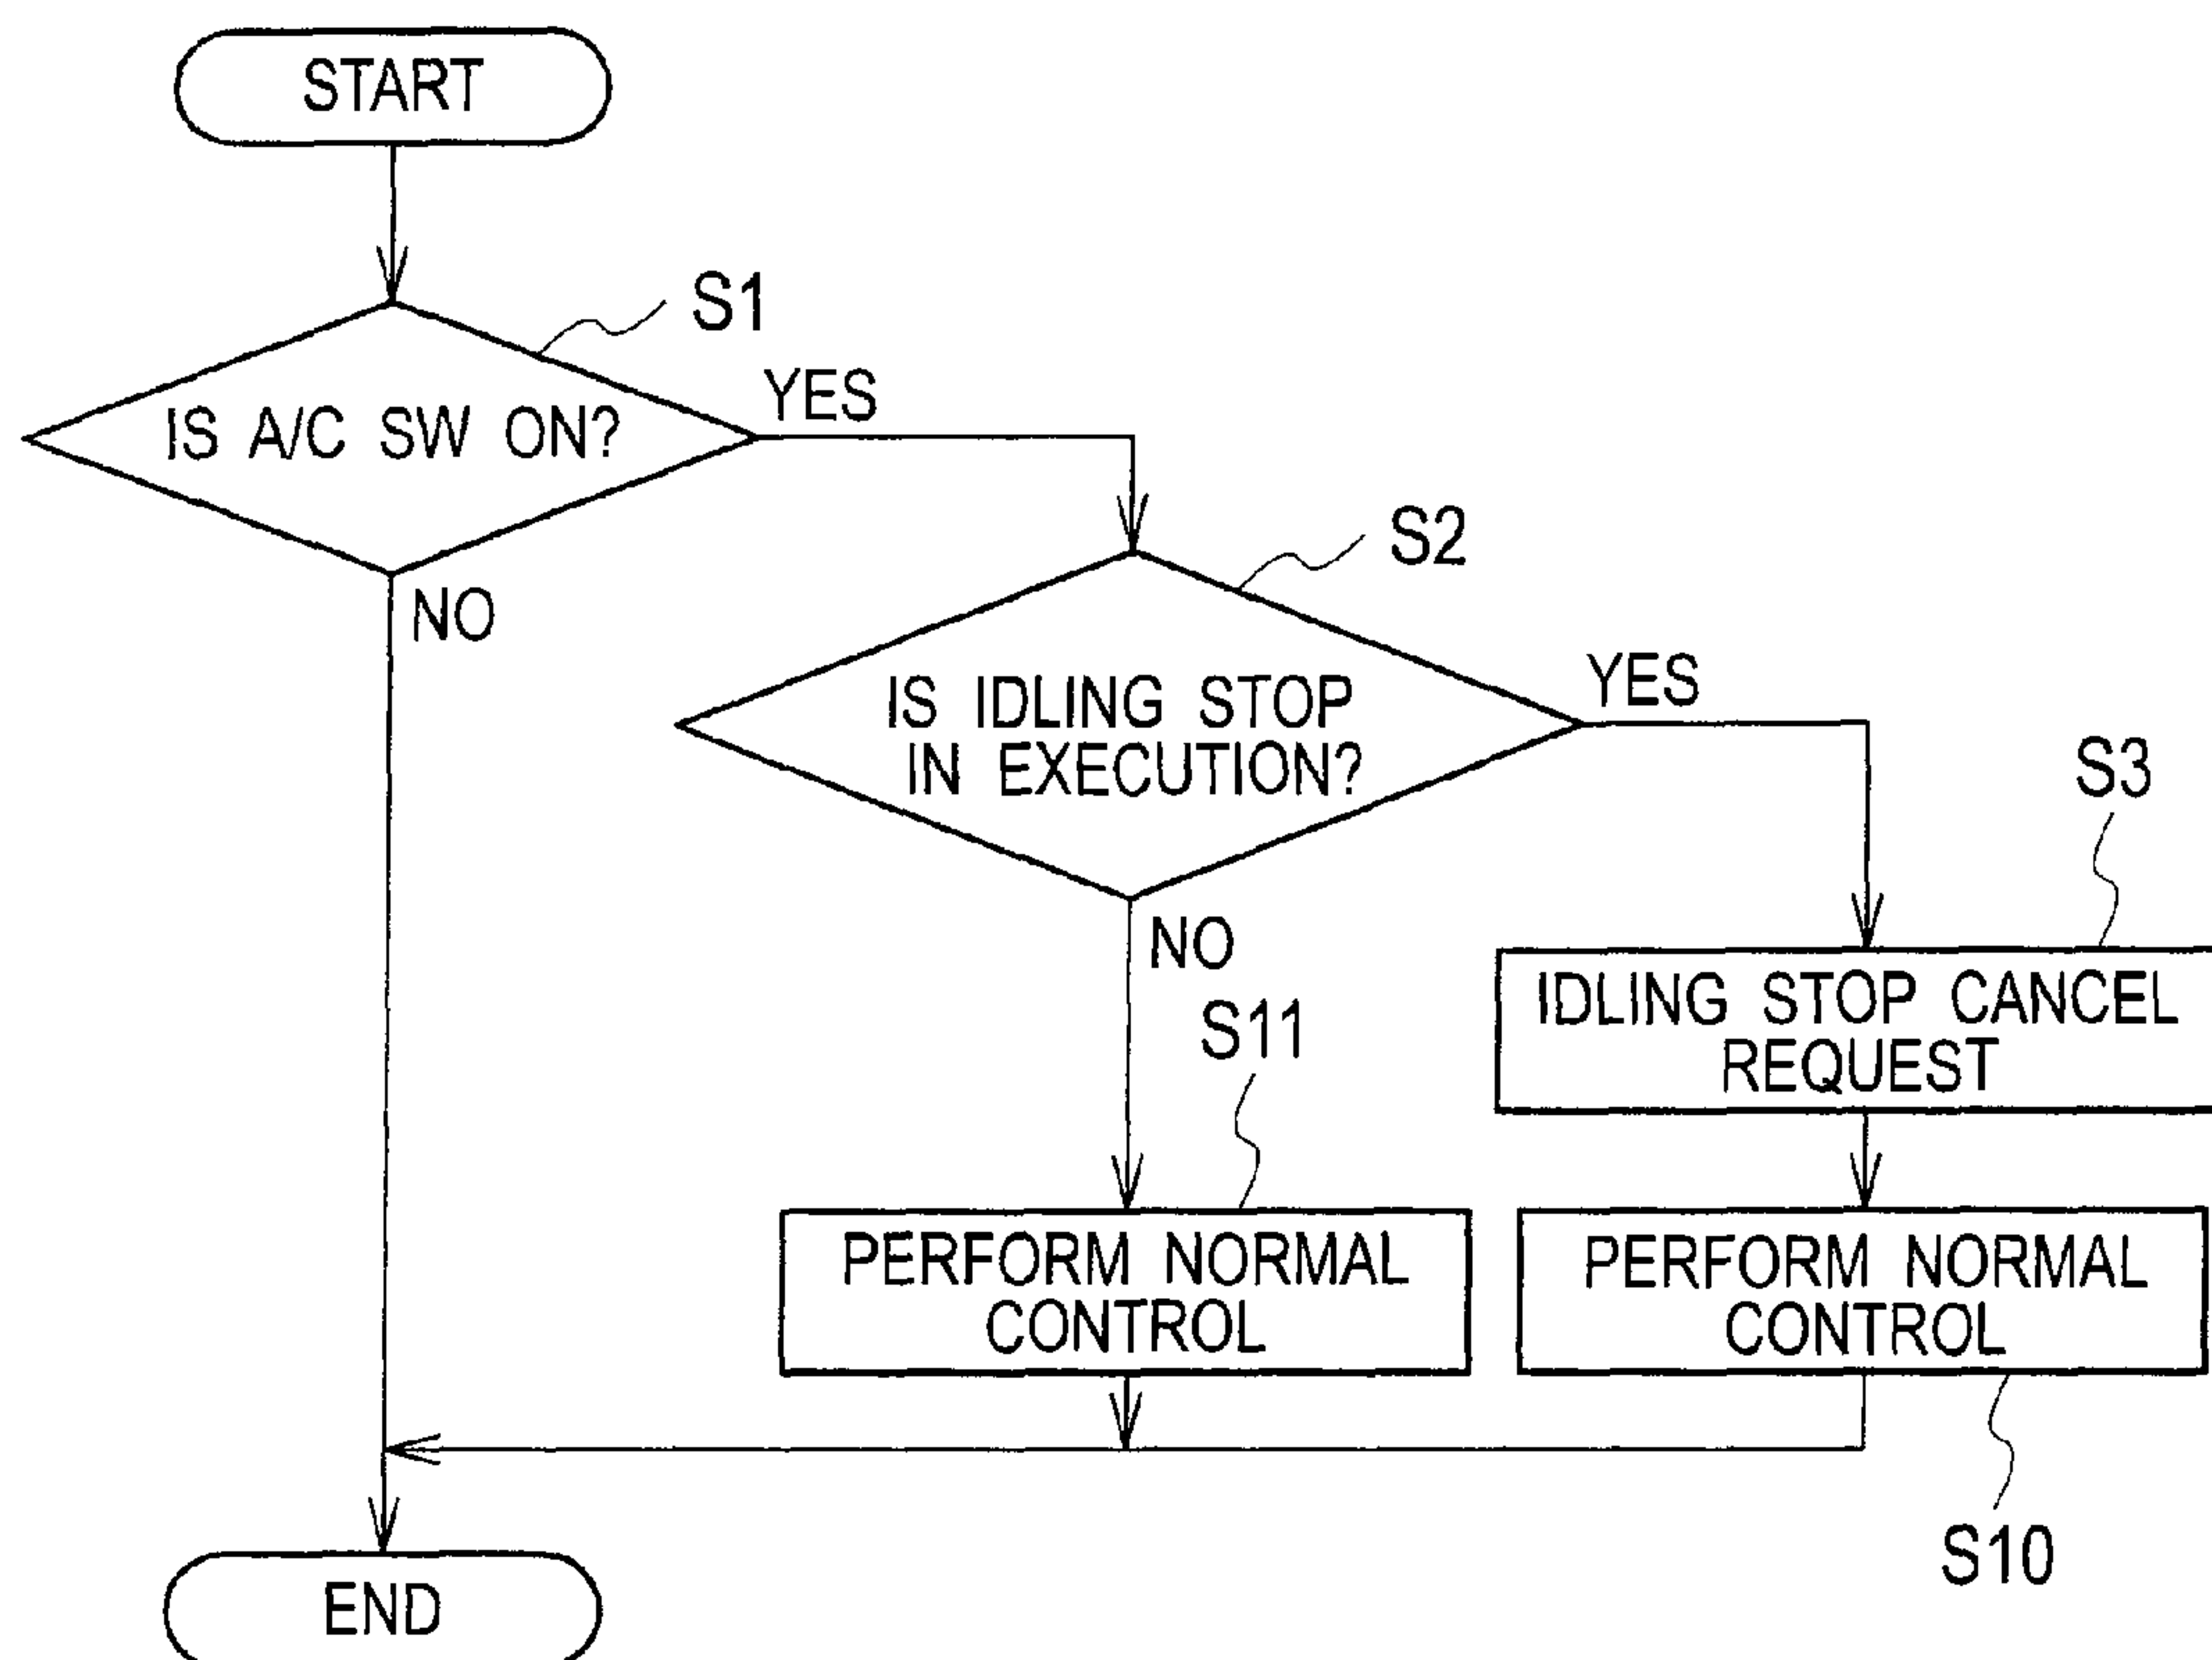 START
S1
IS A/C SW ON?
YES
NO
S2
IS IDLING STOP
IN EXECUTION?
YES
NO
S3
IDLING STOP CANCEL
REQUEST
S11
PERFORM NORMAL
CONTROL
PERFORM NORMAL
CONTROL
S10
END